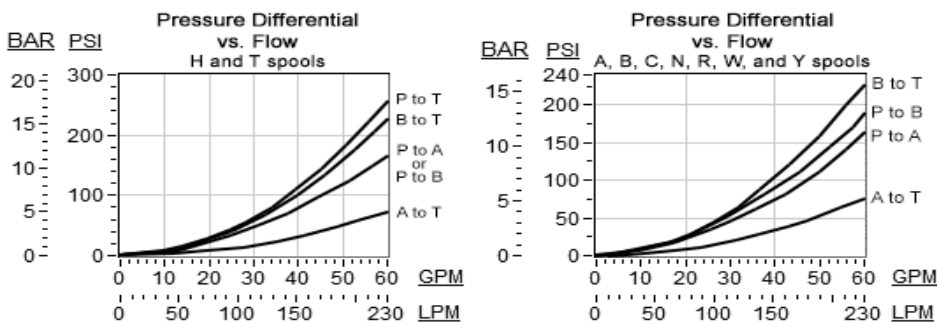 Pressure Differential
vs. Flow
H and T spools
BAR PSI
20
15
10
5
0
300
200
100
0
P to T
B to T
P to A
or
P to B
A to T
0 10 20 30 40 50 60 GPM
0 50 100 150 230 LPM
Pressure Differential
vs. Flow
A, B, C, N, R, W, and Y spools
BAR PSI
15
10
5
0
240
200
150
100
50
0
B to T
P to B
P to A
A to T
0 10 20 30 40 50 60 GPM
0 50 100 150 230 LPM